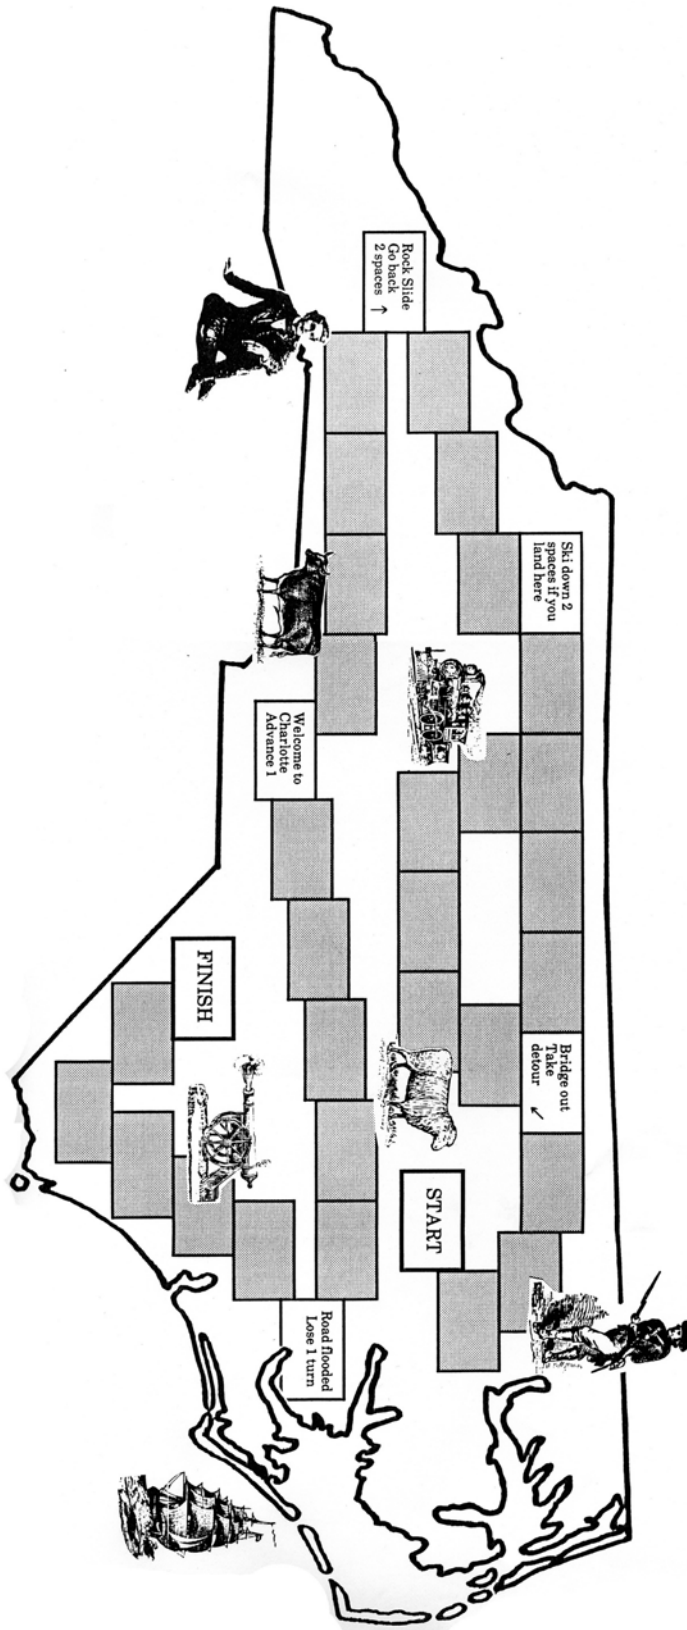 START
Bridge out
Take
detour ↙
Ski down 2
spaces if you
land here
Rock Slide
Go back
2 spaces ↑
Welcome to
Charlotte
Advance 1
Road flooded
Lose 1 turn
FINISH